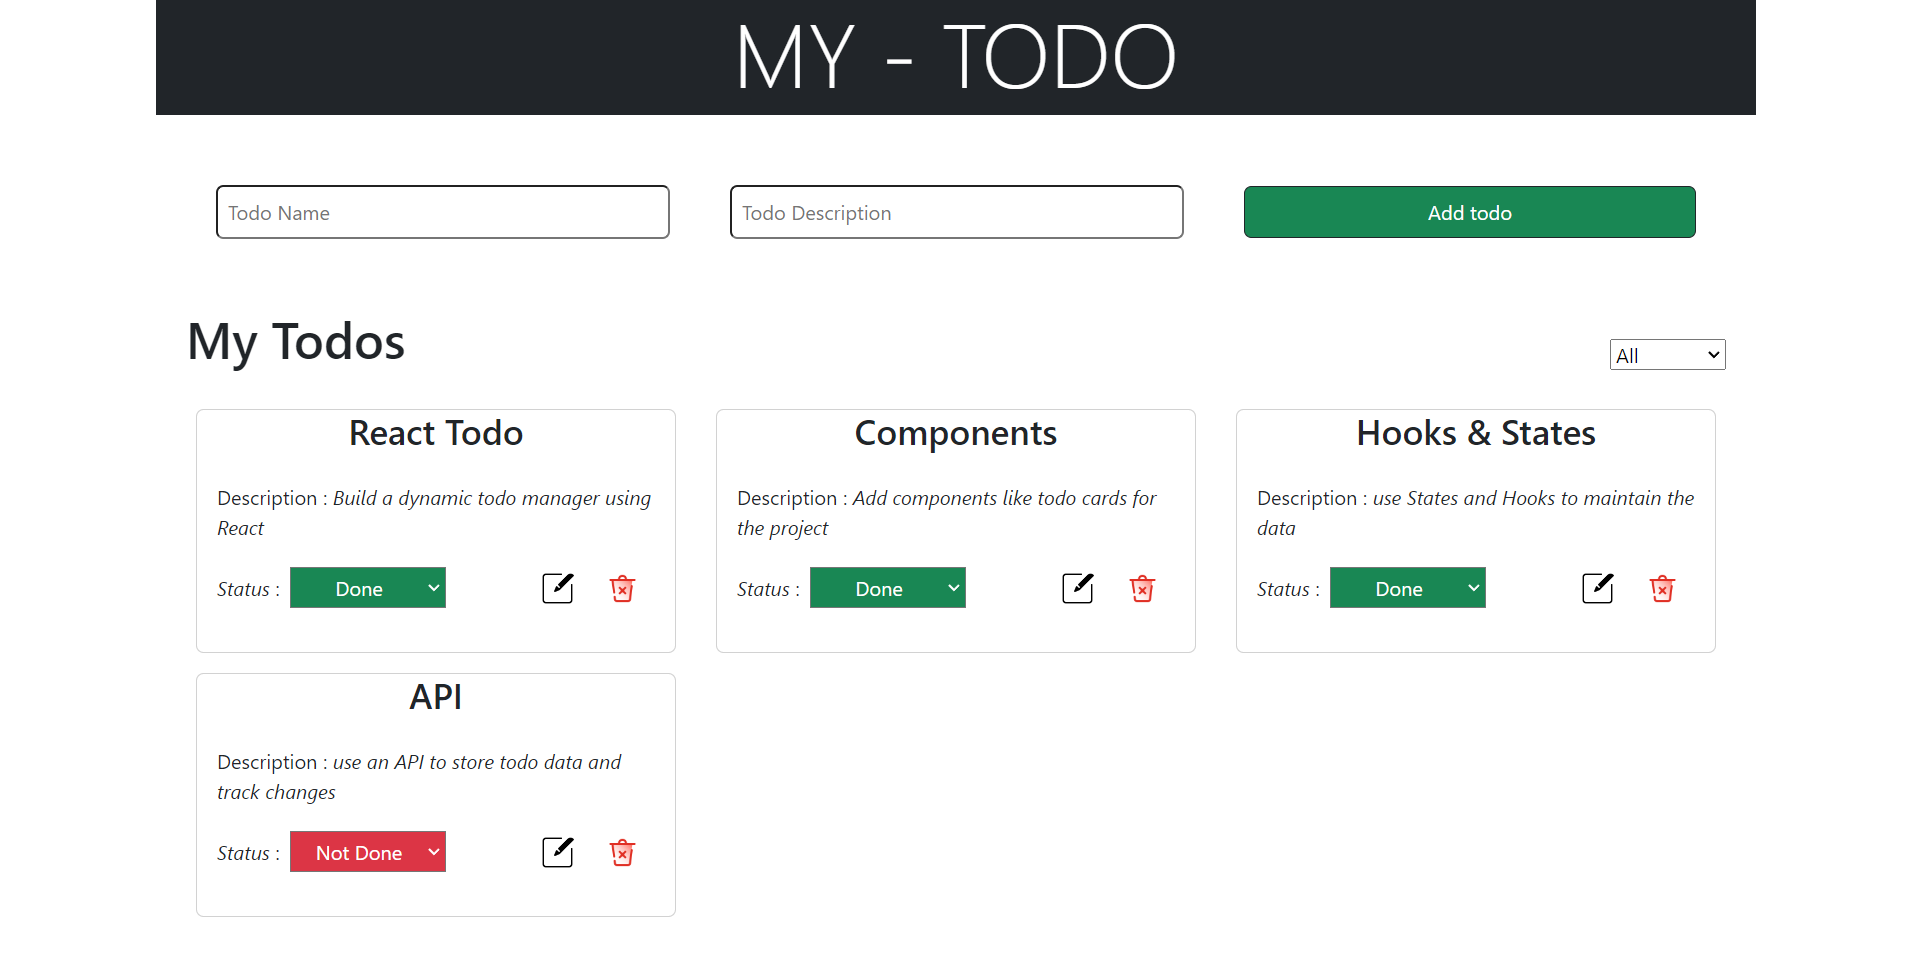 MY - TODO
Todo Name
Todo Description
Add todo
My Todos
All
React Todo
Description : Build a dynamic todo manager using
React
Status :
Done
Components
Description : Add components like todo cards for
the project
Status :
Done
Hooks & States
Description : use States and Hooks to maintain the
data
Status :
Done
API
Description : use an API to store todo data and
track changes
Status :
Not Done